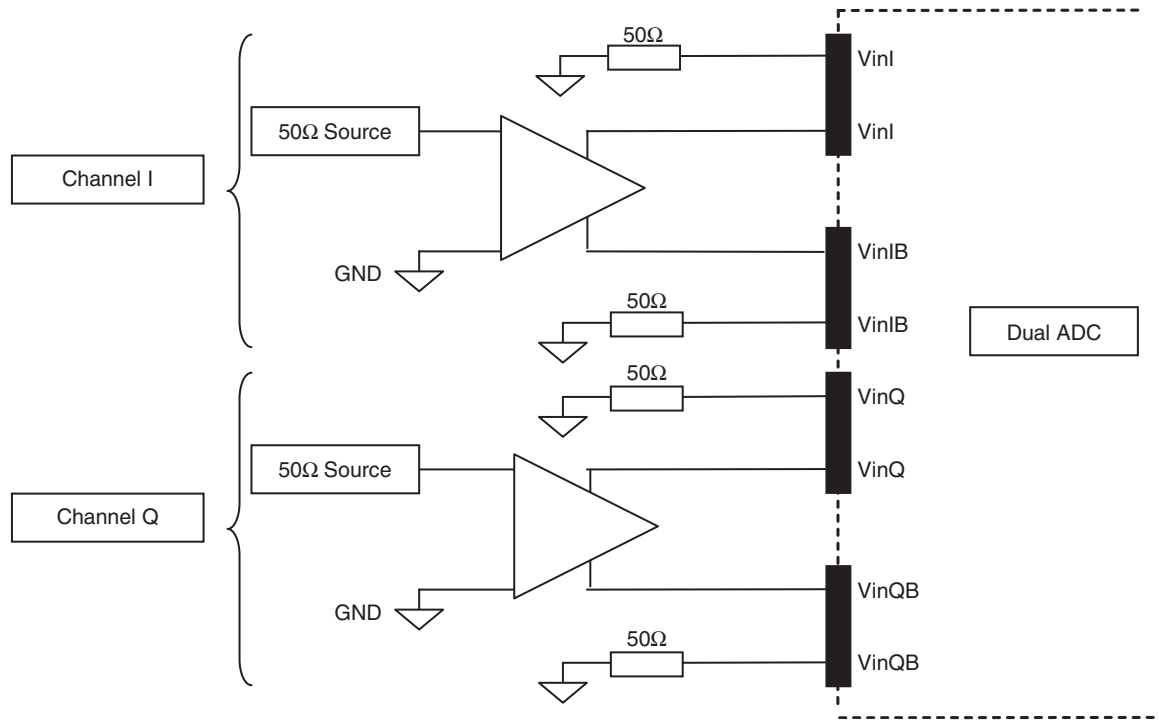 50Ω
VinI
50Ω Source
VinI
Channel I
VinIB
GND
50Ω
VinIB
Dual ADC
50Ω
VinQ
50Ω Source
VinQ
Channel Q
VinQB
GND
50Ω
VinQB